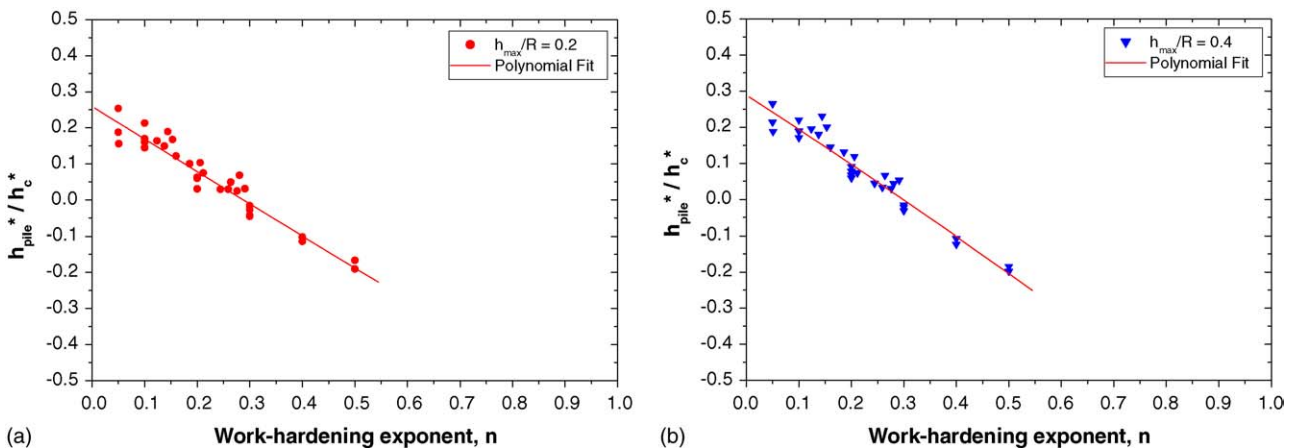 0.5
0.4
0.3
0.2
0.1
0.0
-0.1
-0.2
-0.3
-0.4
-0.5
h_pile* / h_c*
h_max/R = 0.2
Polynomial Fit
0.0 0.1 0.2 0.3 0.4 0.5 0.6 0.7 0.8 0.9 1.0
(a) Work-hardening exponent, n
0.5
0.4
0.3
0.2
0.1
0.0
-0.1
-0.2
-0.3
-0.4
-0.5
h_pile* / h_c*
h_max/R = 0.4
Polynomial Fit
0.0 0.1 0.2 0.3 0.4 0.5 0.6 0.7 0.8 0.9 1.0
(b) Work-hardening exponent, n